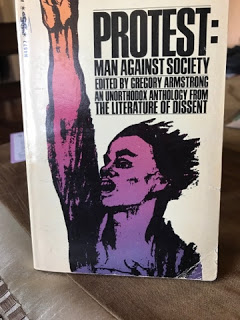 PROTEST:
MAN AGAINST SOCIETY
EDITED BY GREGORY ARMSTRONG
AN UNORTHODOX ANTHOLOGY FROM
THE LITERATURE OF DISSENT